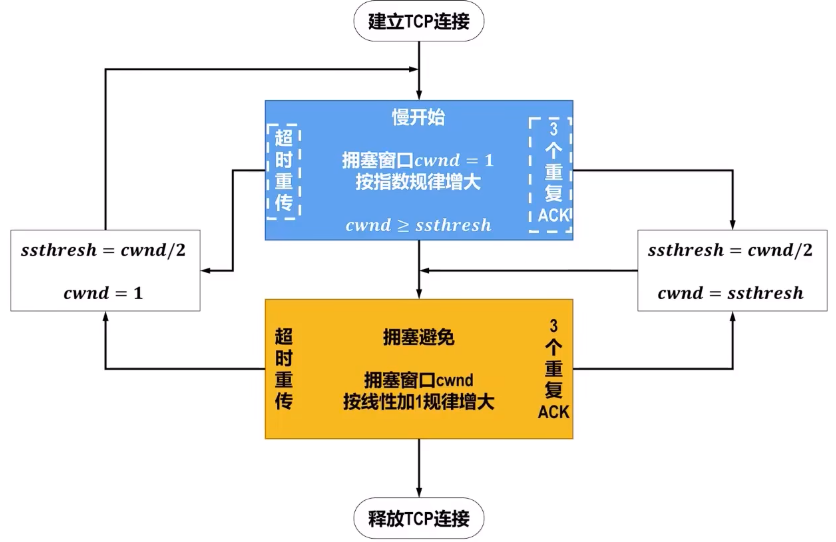 建立TCP连接
慢开始
超时重传
拥塞窗口cwnd = 1
按指数规律增大
cwnd ≥ ssthresh
3个重复ACK
ssthresh = cwnd/2
cwnd = 1
ssthresh = cwnd/2
cwnd = ssthresh
超时重传
拥塞避免
拥塞窗口cwnd
按线性加1规律增大
3个重复ACK
释放TCP连接